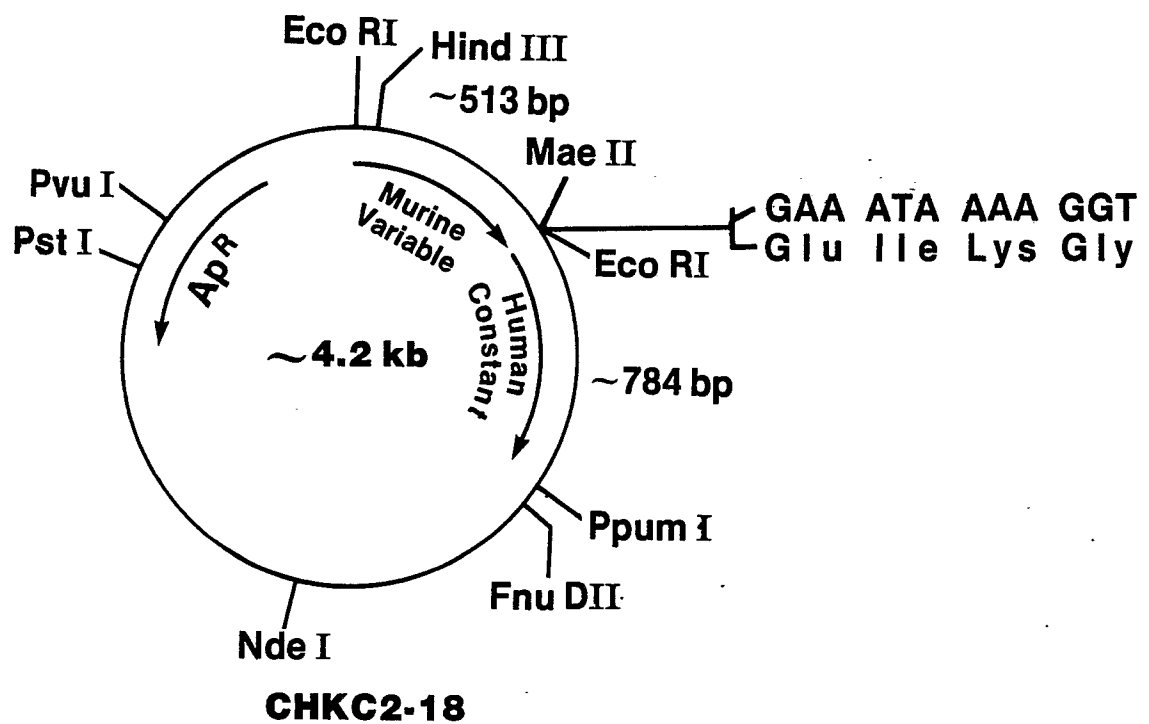 Eco RI
Hind III
~513 bp
Mae II
Pvu I
GAA ATA AAA GGT
Glu Ile Lys Gly
Pst I
Eco RI
Murine
Variable
ApR
Human
Constant
~4.2 kb
~784 bp
Ppum I
Fnu DII
Nde I
CHKC2-18